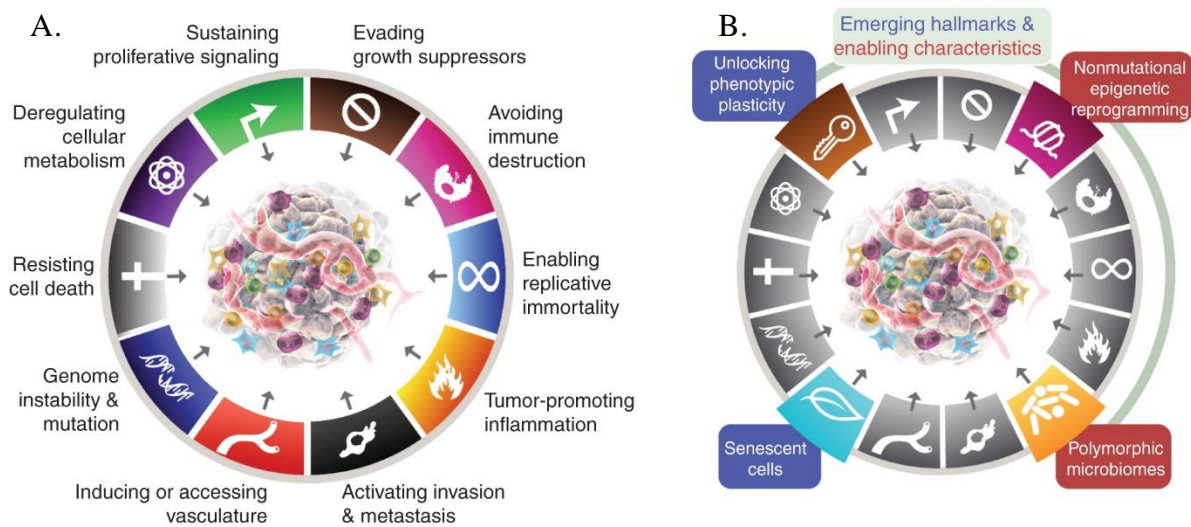 A.
Sustaining
proliferative signaling
Evading
growth suppressors
Deregulating
cellular
metabolism
Avoiding
immune
destruction
Resisting
cell death
Enabling
replicative
immortality
Genome
instability &
mutation
Tumor-promoting
inflammation
Inducing or accessing
vasculature
Activating invasion
& metastasis
B.
Emerging hallmarks &
enabling characteristics
Unlocking
phenotypic
plasticity
Nonmutational
epigenetic
reprogramming
Senescent
cells
Polymorphic
microbiomes